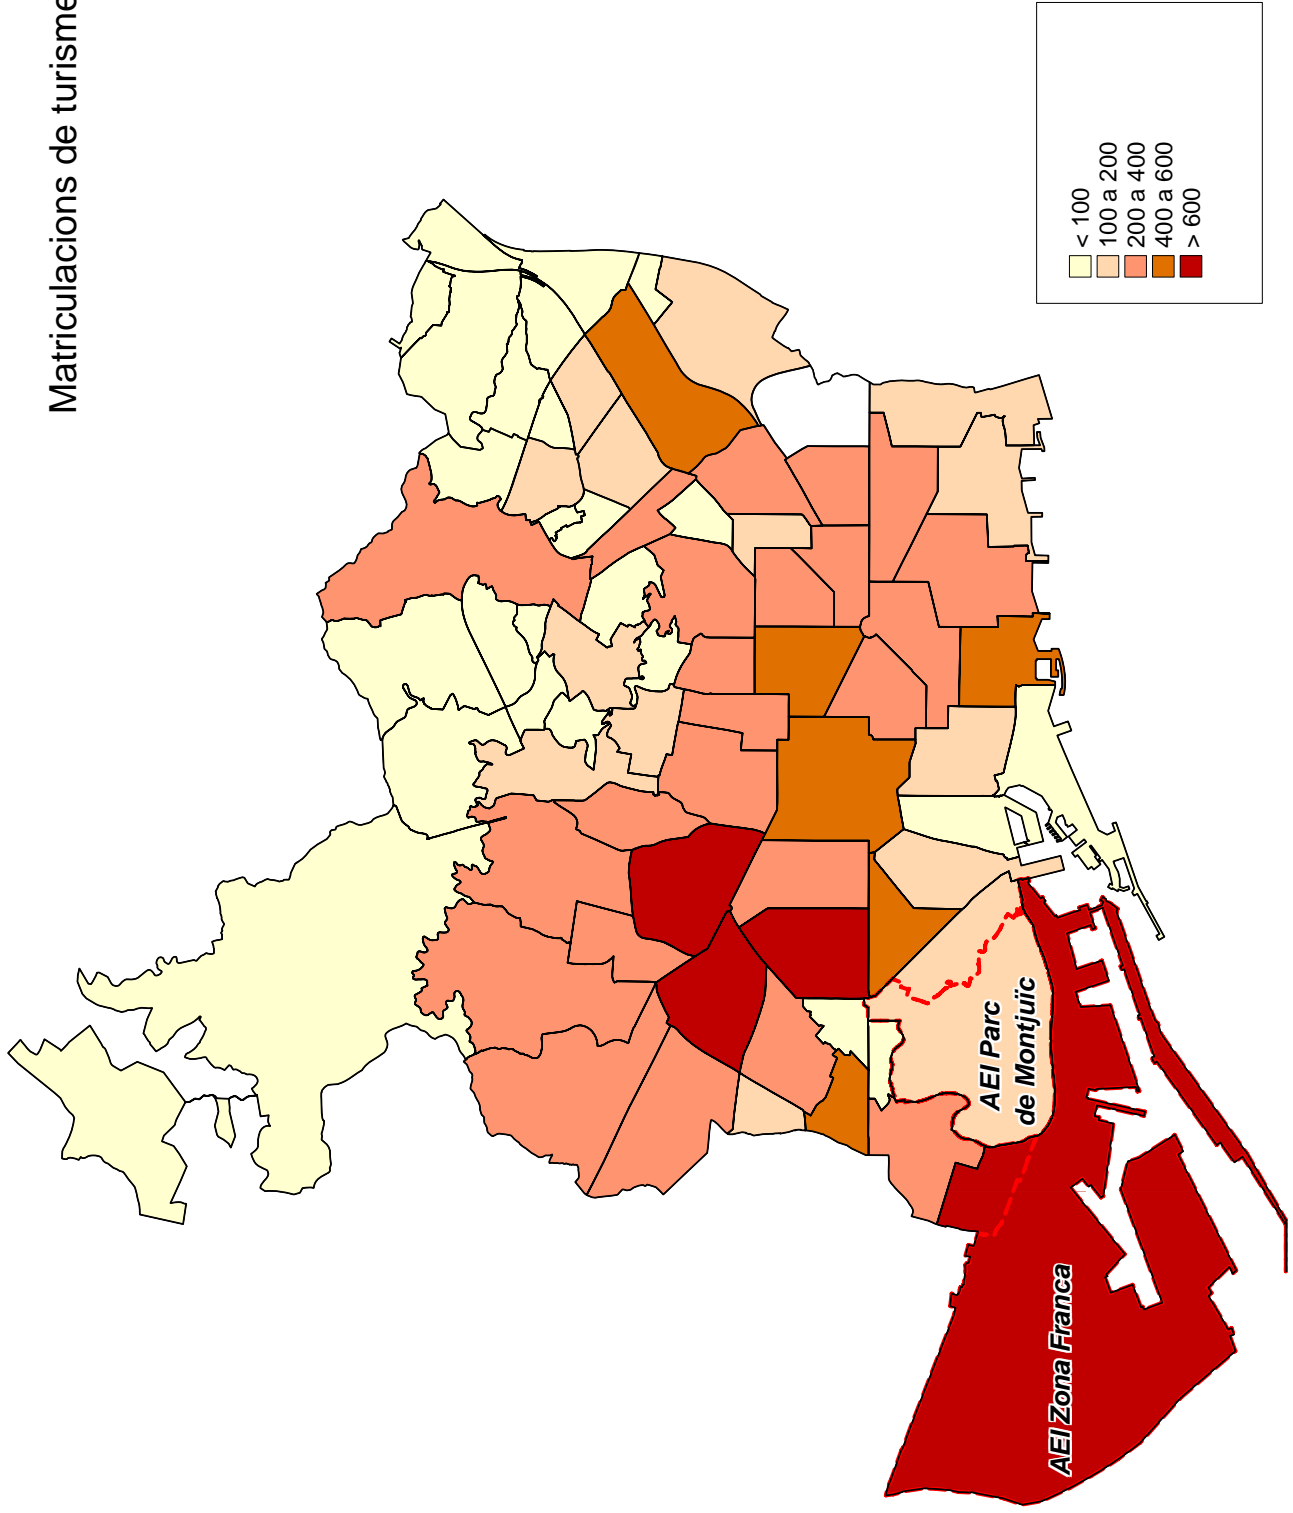 Matriculacions de turisme
< 100
100 a 200
200 a 400
400 a 600
> 600
AEI Parc
de Montjuïc
AEI Zona Franca